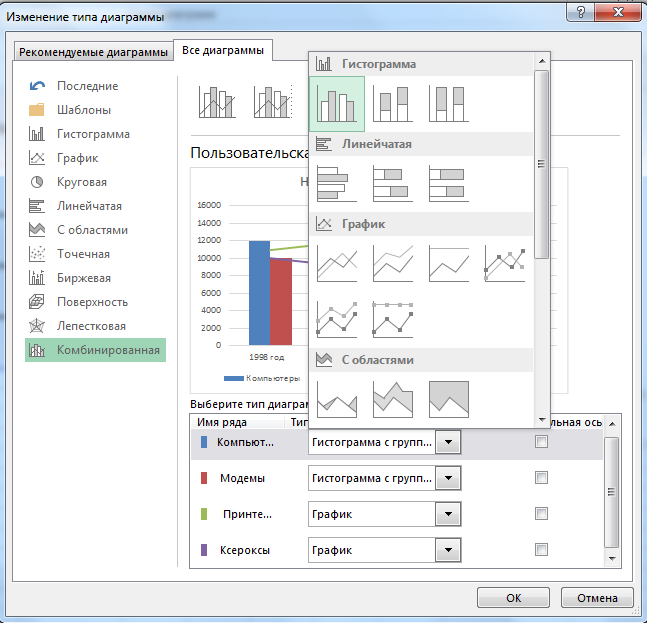 Изменение типа диаграммы
Рекомендуемые диаграммы
Все диаграммы
Последние
Шаблоны
Гистограмма
График
Круговая
Линейчатая
С областями
Точечная
Биржевая
Поверхность
Лепестковая
Комбинированная
Гистограмма
Линейчатая
График
С областями
Пользовательска
Н
16000
14000
12000
10000
8000
6000
4000
2000
0
1998 год
Компьютеры
Выберите тип диаграм
Имя ряда Тип льная ось
Компьют... Гистограмма с групп...
Модемы Гистограмма с групп...
Принте... График
Ксероксы График
ОК Отмена